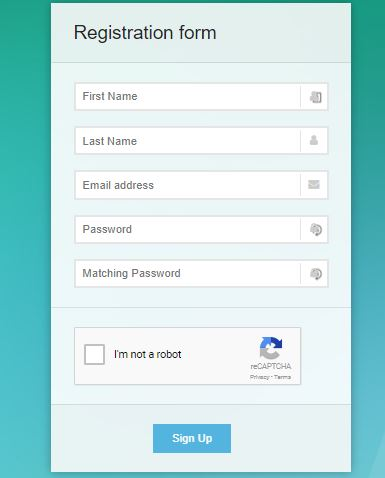 Registration form
First Name
Last Name
Email address
Password
Matching Password
I'm not a robot
reCAPTCHA
Privacy - Terms
Sign Up